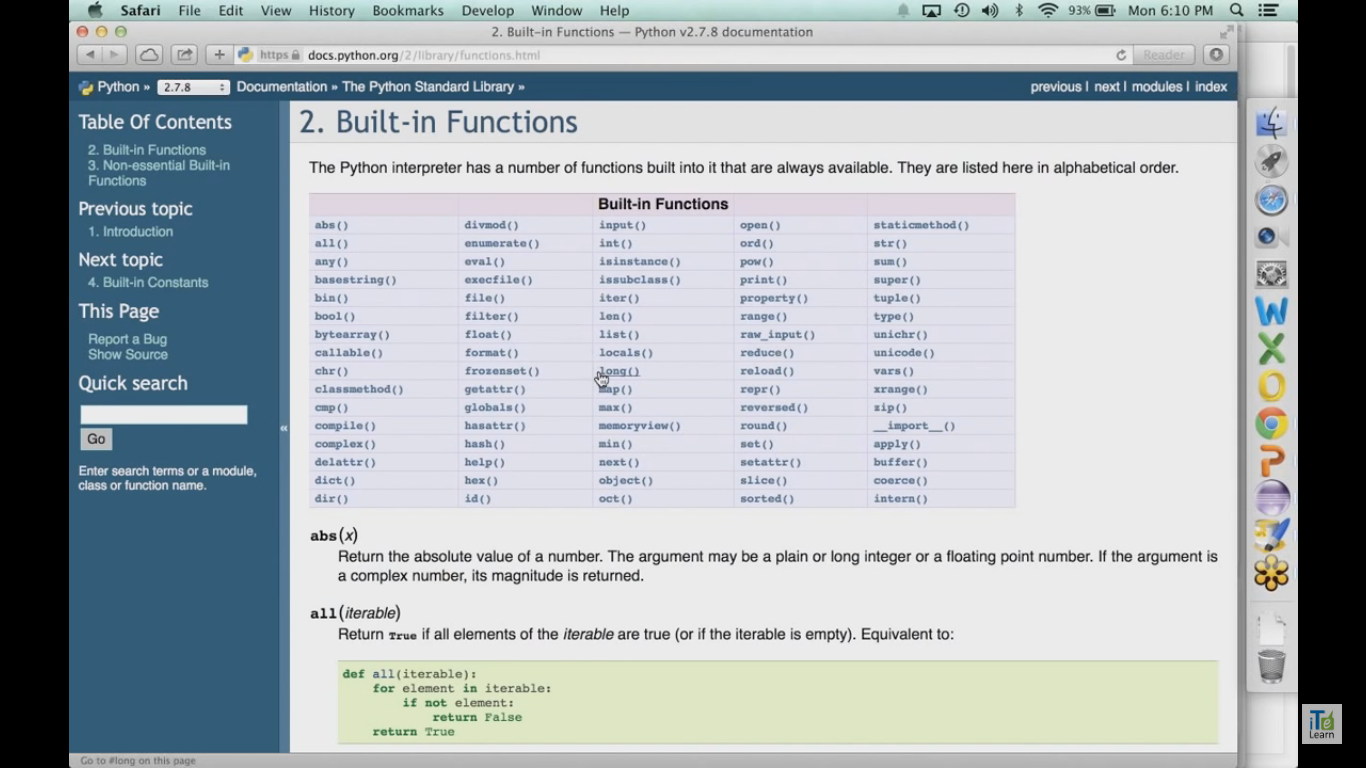 Safari File Edit View History Bookmarks Develop Window Help 93% Mon 6:10 PM
2. Built-in Functions — Python v2.7.8 documentation
https docs.python.org/2/library/functions.html Reader
Python » 2.7.8 Documentation » The Python Standard Library » previous | next | modules | index
Table Of Contents
2. Built-in Functions
3. Non-essential Built-in
Functions
Previous topic
1. Introduction
Next topic
4. Built-in Constants
This Page
Report a Bug
Show Source
Quick search
Go
Enter search terms or a module,
class or function name.
«
2. Built-in Functions
The Python interpreter has a number of functions built into it that are always available. They are listed here in alphabetical order.
Built-in Functions
abs() divmod() input() open() staticmethod()
all() enumerate() int() ord() str()
any() eval() isinstance() pow() sum()
basestring() execfile() issubclass() print() super()
bin() file() iter() property() tuple()
bool() filter() len() range() type()
bytearray() float() list() raw_input() unichr()
callable() format() locals() reduce() unicode()
chr() frozenset() long() reload() vars()
classmethod() getattr() map() repr() xrange()
cmp() globals() max() reversed() zip()
compile() hasattr() memoryview() round() __import__()
complex() hash() min() set() apply()
delattr() help() next() setattr() buffer()
dict() hex() object() slice() coerce()
dir() id() oct() sorted() intern()
abs(x)
Return the absolute value of a number. The argument may be a plain or long integer or a floating point number. If the argument is
a complex number, its magnitude is returned.
all(iterable)
Return True if all elements of the iterable are true (or if the iterable is empty). Equivalent to:
def all(iterable):
for element in iterable:
if not element:
return False
return True
Go to #long on this page
iTe
Learn